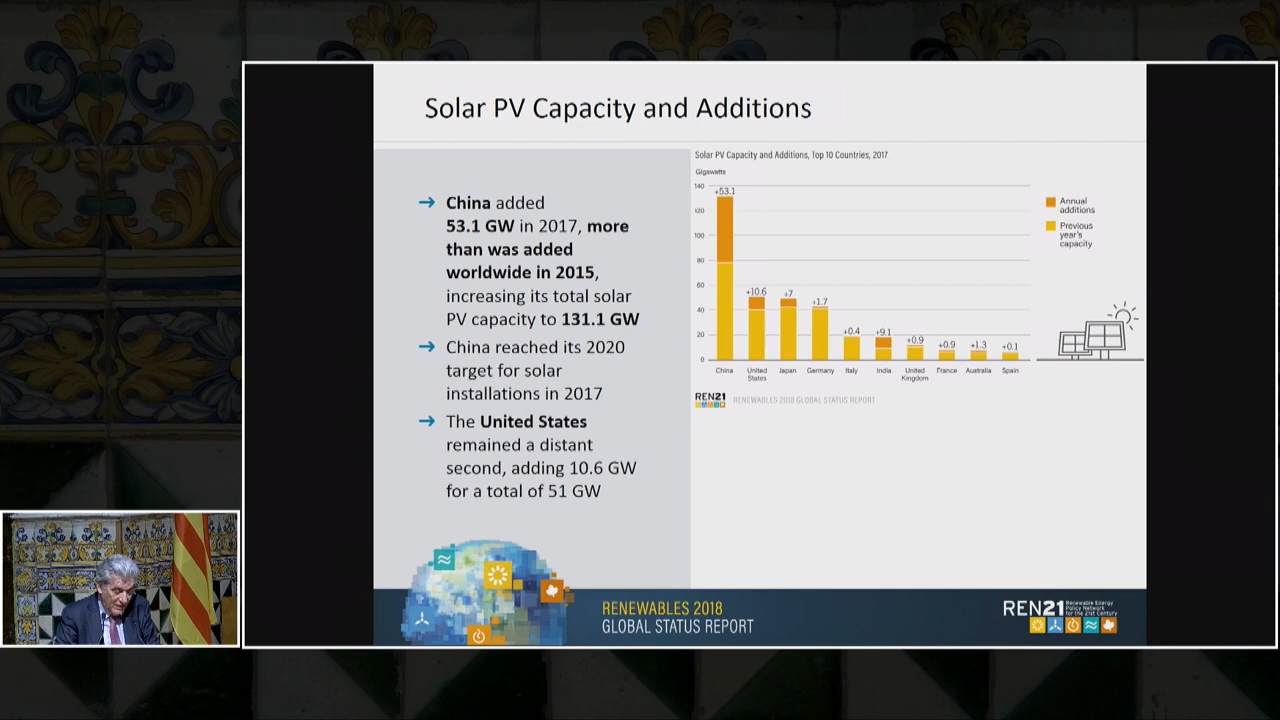 Solar PV Capacity and Additions
→ China added
53.1 GW in 2017, more
than was added
worldwide in 2015,
increasing its total solar
PV capacity to 131.1 GW
→ China reached its 2020
target for solar
installations in 2017
→ The United States
remained a distant
second, adding 10.6 GW
for a total of 51 GW
Solar PV Capacity and Additions, Top 10 Countries, 2017
Gigawatts
140
120
100
80
60
40
20
0
+53.1
+10.6
+7
+1.7
+0.4
+9.1
+0.9
+0.9
+1.3
+0.1
China
United
States
Japan
Germany
Italy
India
United
Kingdom
France
Australia
Spain
Annual
additions
Previous
year's
capacity
REN21 RENEWABLES 2018 GLOBAL STATUS REPORT
RENEWABLES 2018
GLOBAL STATUS REPORT
REN21
Renewable Energy
Policy Network
for the 21st Century